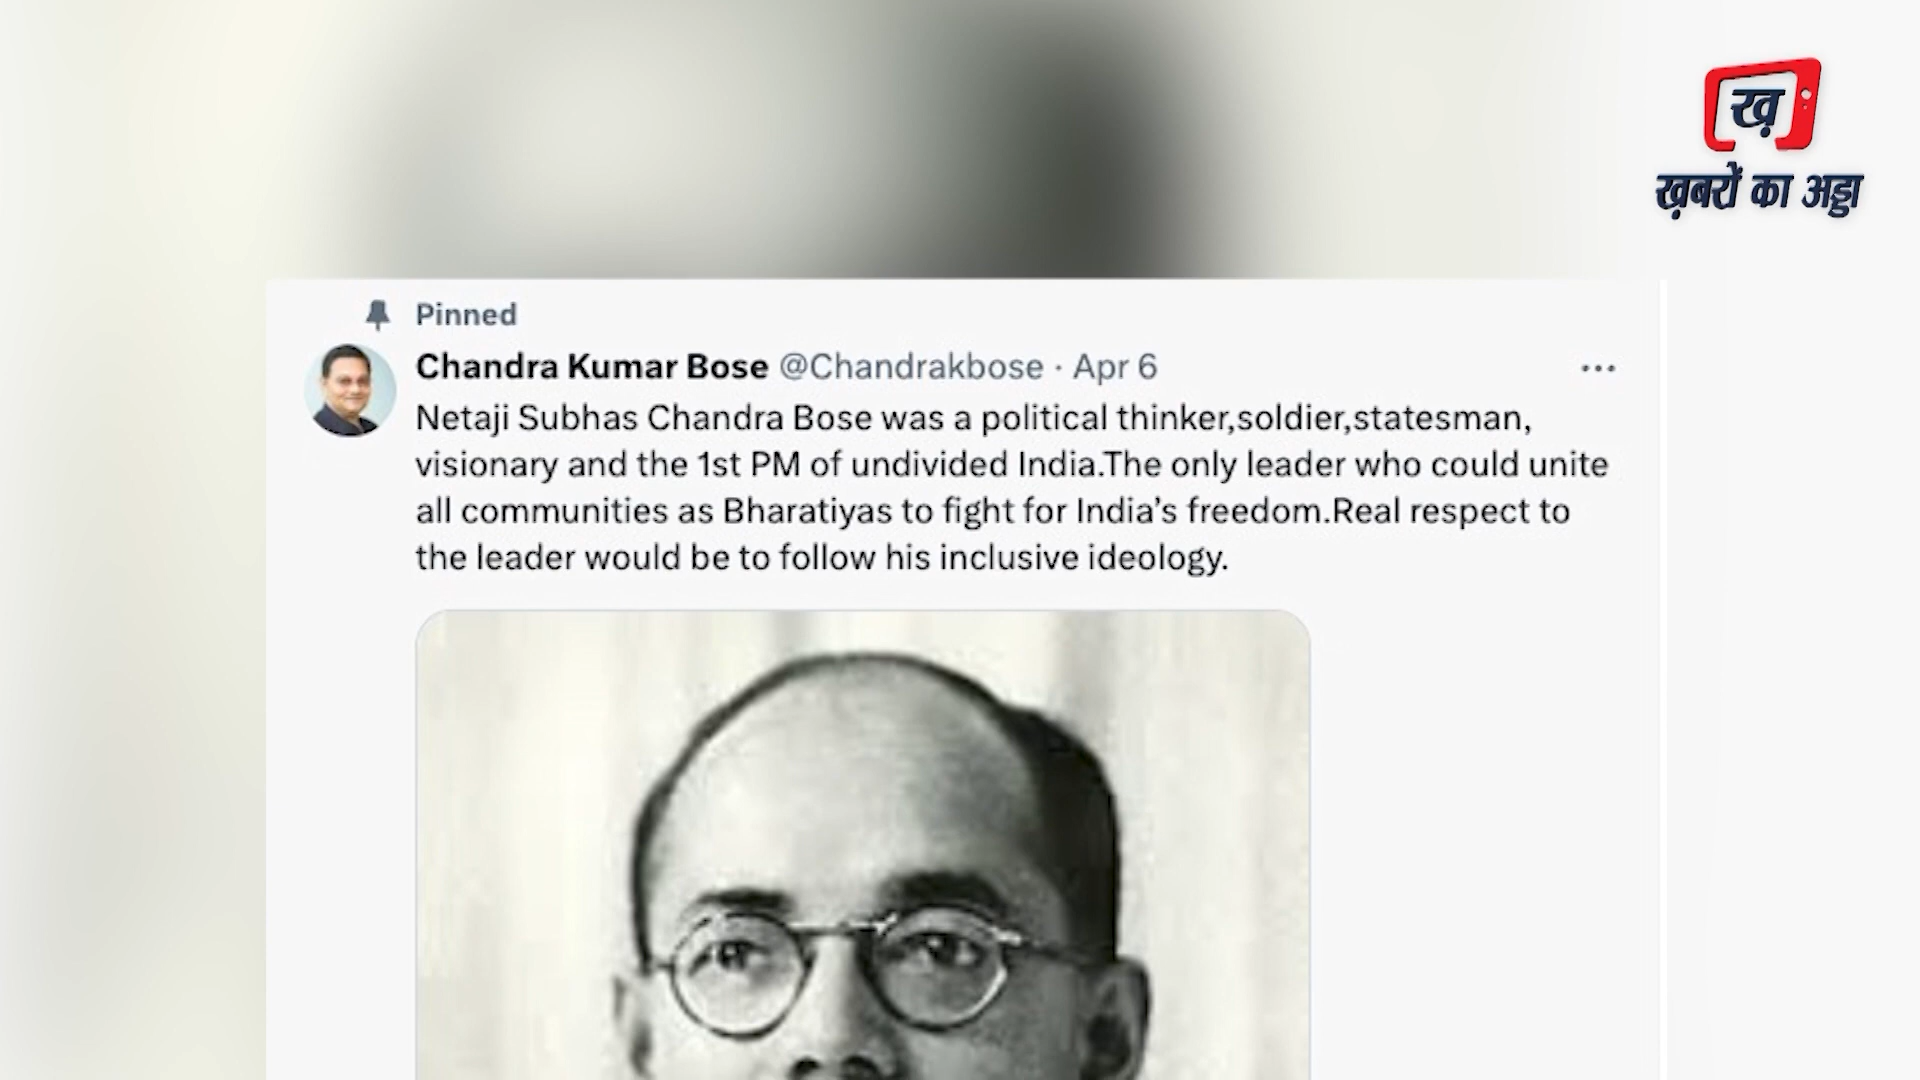 ख़
ख़बरों का अड्डा
Pinned
Chandra Kumar Bose @Chandrakbose · Apr 6
Netaji Subhas Chandra Bose was a political thinker,soldier,statesman,
visionary and the 1st PM of undivided India.The only leader who could unite
all communities as Bharatiyas to fight for India’s freedom.Real respect to
the leader would be to follow his inclusive ideology.